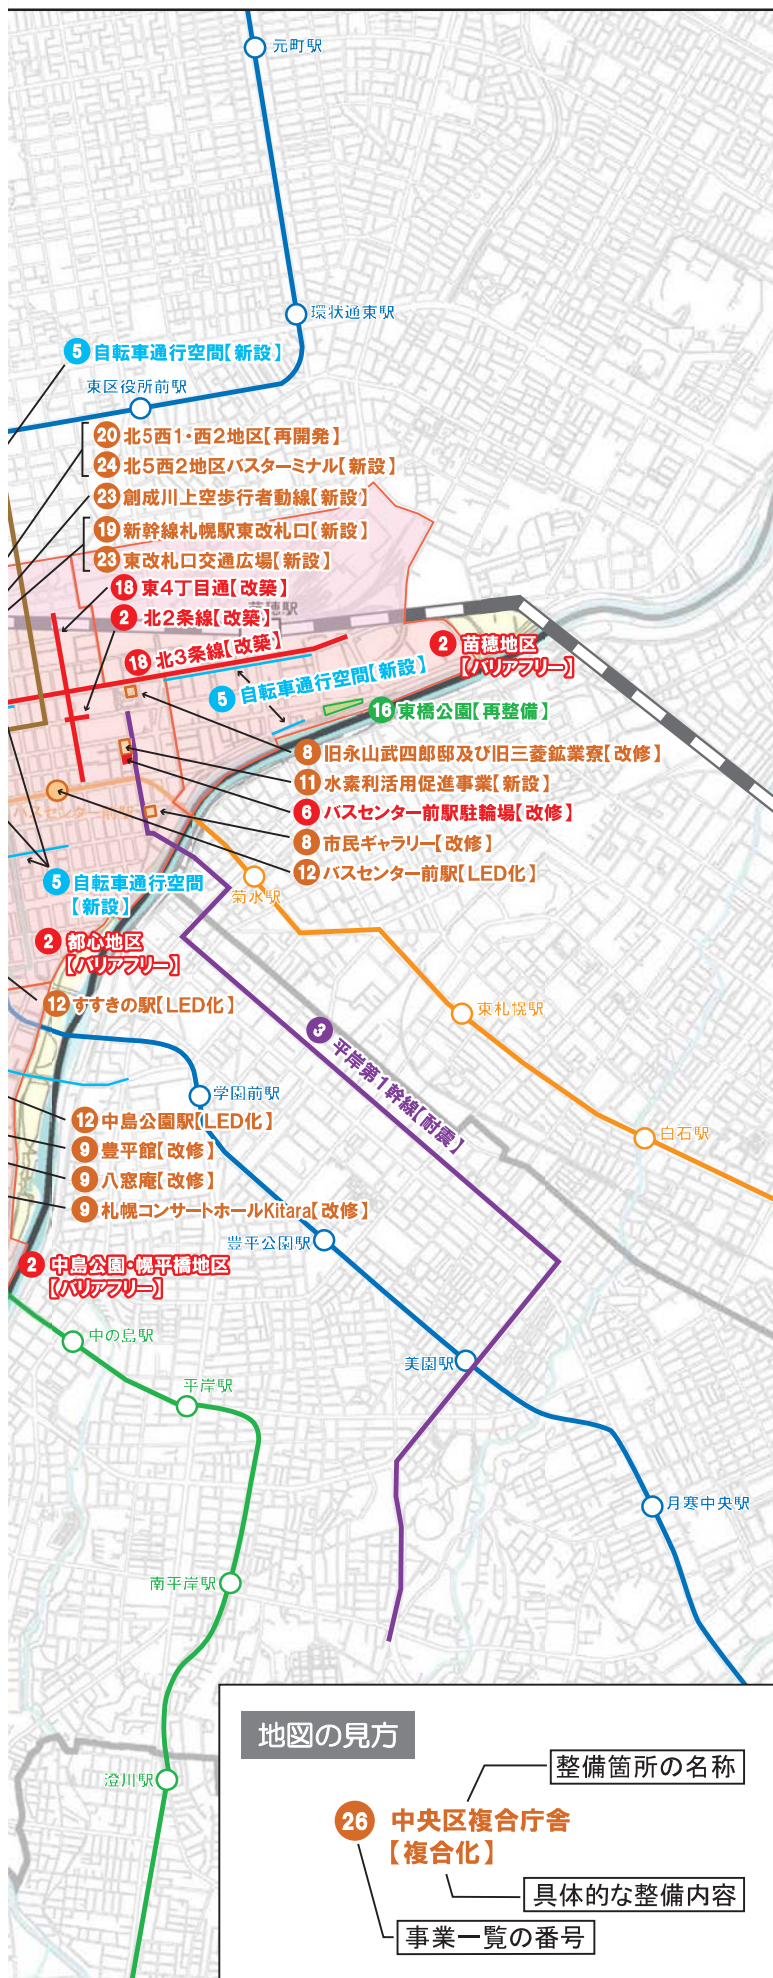 元町駅
環状通東駅
5 自転車通行空間【新設】
東区役所前駅
20 北5西1・西2地区【再開発】
24 北5西2地区バスターミナル【新設】
23 創成川上空歩行者動線【新設】
19 新幹線札幌駅東改札口【新設】
23 東改札口交通広場【新設】
18 東4丁目通【改築】
苗穂駅
2 北2条線【改築】
18 北3条線【改築】
2 苗穂地区
【バリアフリー】
5 自転車通行空間【新設】
16 東橋公園【再整備】
8 旧永山武四郎邸及び旧三菱鉱業寮【改修】
11 水素利活用促進事業【新設】
6 バスセンター前駅駐輪場【改修】
バスセンター前駅
8 市民ギャラリー【改修】
12 バスセンター前駅【LED化】
5 自転車通行空間
【新設】
菊水駅
2 都心地区
【バリアフリー】
12 すすきの駅【LED化】
東札幌駅
3 平岸第1幹線【耐震】
学園前駅
12 中島公園駅【LED化】
白石駅
9 豊平館【改修】
9 八窓庵【改修】
9 札幌コンサートホールKitara【改修】
豊平公園駅
2 中島公園・幌平橋地区
【バリアフリー】
中の島駅
美園駅
平岸駅
月寒中央駅
南平岸駅
地図の見方
整備箇所の名称
澄川駅
26 中央区複合庁舎
【複合化】
具体的な整備内容
事業一覧の番号